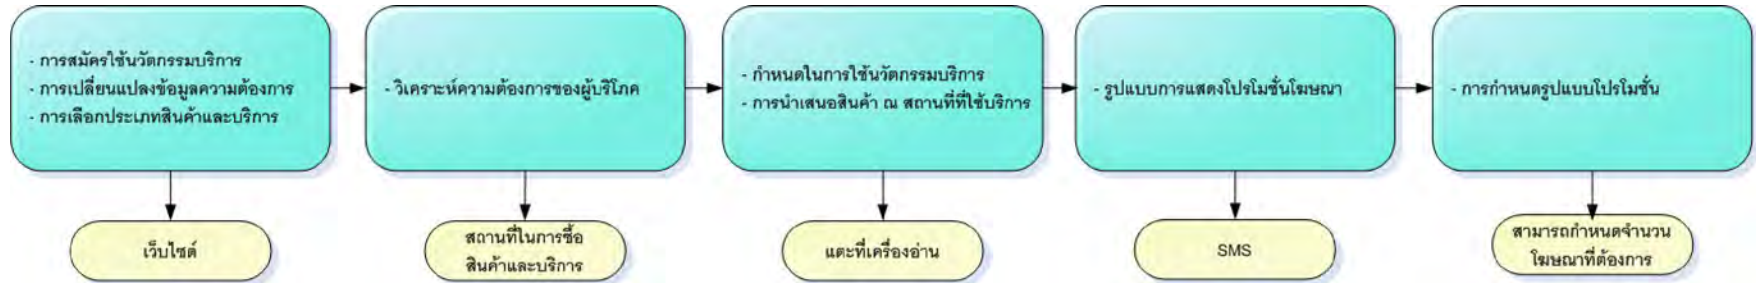 - การสมัครใช้นวัตกรรมบริการ
- การเปลี่ยนแปลงข้อมูลความต้องการ
- การเลือกประเภทสินค้าและบริการ
- วิเคราะห์ความต้องการของผู้บริโภค
- กำหนดในการใช้นวัตกรรมบริการ
- การนำเสนอสินค้า ณ สถานที่ที่ใช้บริการ
- รูปแบบการแสดงโปรโมชั่นโฆษณา
- การกำหนดรูปแบบโปรโมชั่น
เว็บไซต์
สถานที่ในการซื้อ
สินค้าและบริการ
แตะที่เครื่องอ่าน
SMS
สามารถกำหนดจำนวน
โฆษณาที่ต้องการ